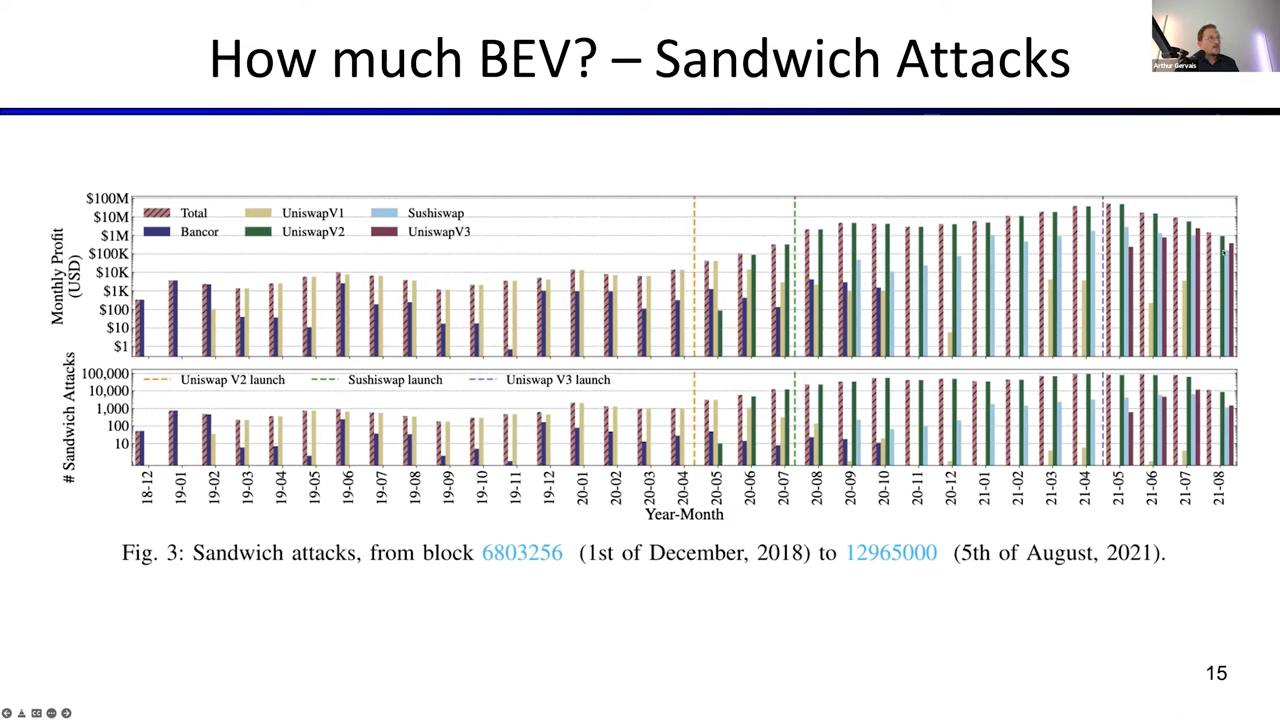 How much BEV? – Sandwich Attacks
Arthur Gervais
Monthly Profit
(USD)
$100M
$10M
$1M
$100K
$10K
$1K
$100
$10
$1
Total
UniswapV1
Sushiswap
Bancor
UniswapV2
UniswapV3
# Sandwich Attacks
100,000
10,000
1,000
100
10
Uniswap V2 launch
Sushiswap launch
Uniswap V3 launch
18-12
19-01
19-02
19-03
19-04
19-05
19-06
19-07
19-08
19-09
19-10
19-11
19-12
20-01
20-02
20-03
20-04
20-05
20-06
20-07
20-08
20-09
20-10
20-11
20-12
21-01
21-02
21-03
21-04
21-05
21-06
21-07
21-08
Year-Month
Fig. 3: Sandwich attacks, from block 6803256 (1st of December, 2018) to 12965000 (5th of August, 2021).
15